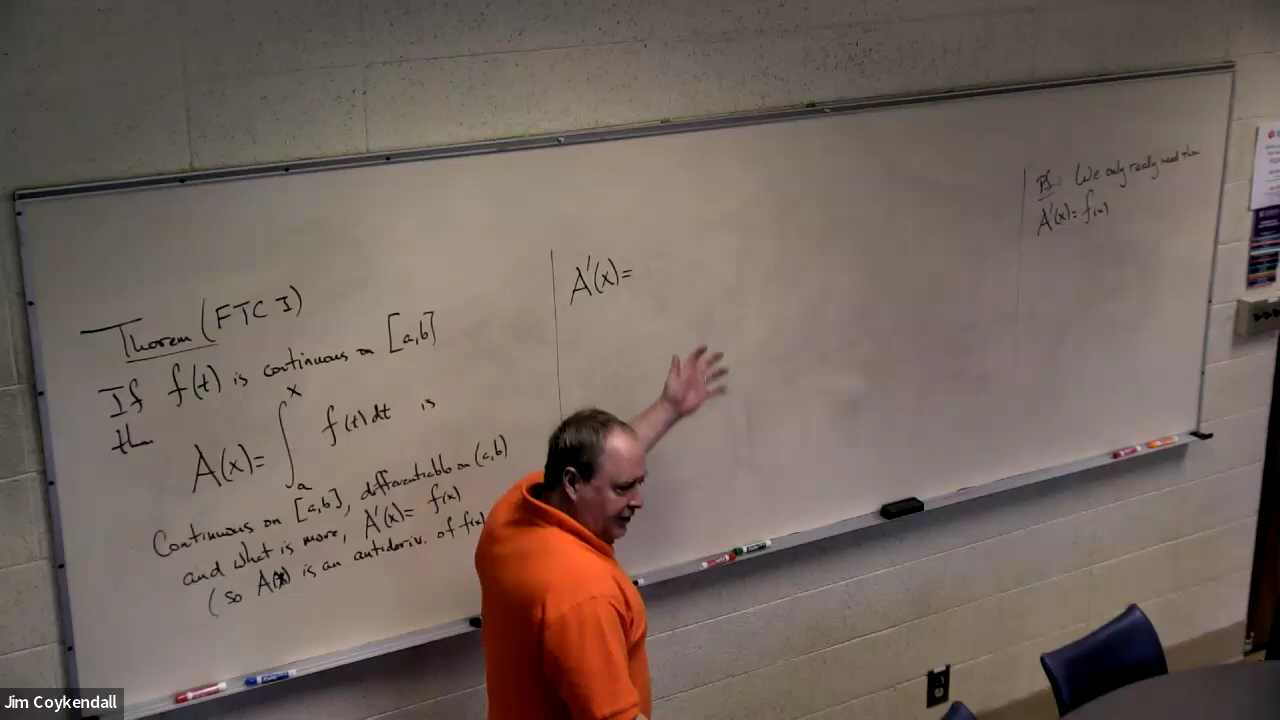 Theorem (FTC I)
If f(t) is continuous on [a,b]
then
A(x) = ∫ₐˣ f(t)dt is
Continuous on [a,b], differentiable on (a,b)
and what is more, A'(x) = f(x)
(so A(x) is an antideriv. of f(x)
A'(x) =
Pf: We only really need show
A'(x) = f(x)
Jim Coykendall